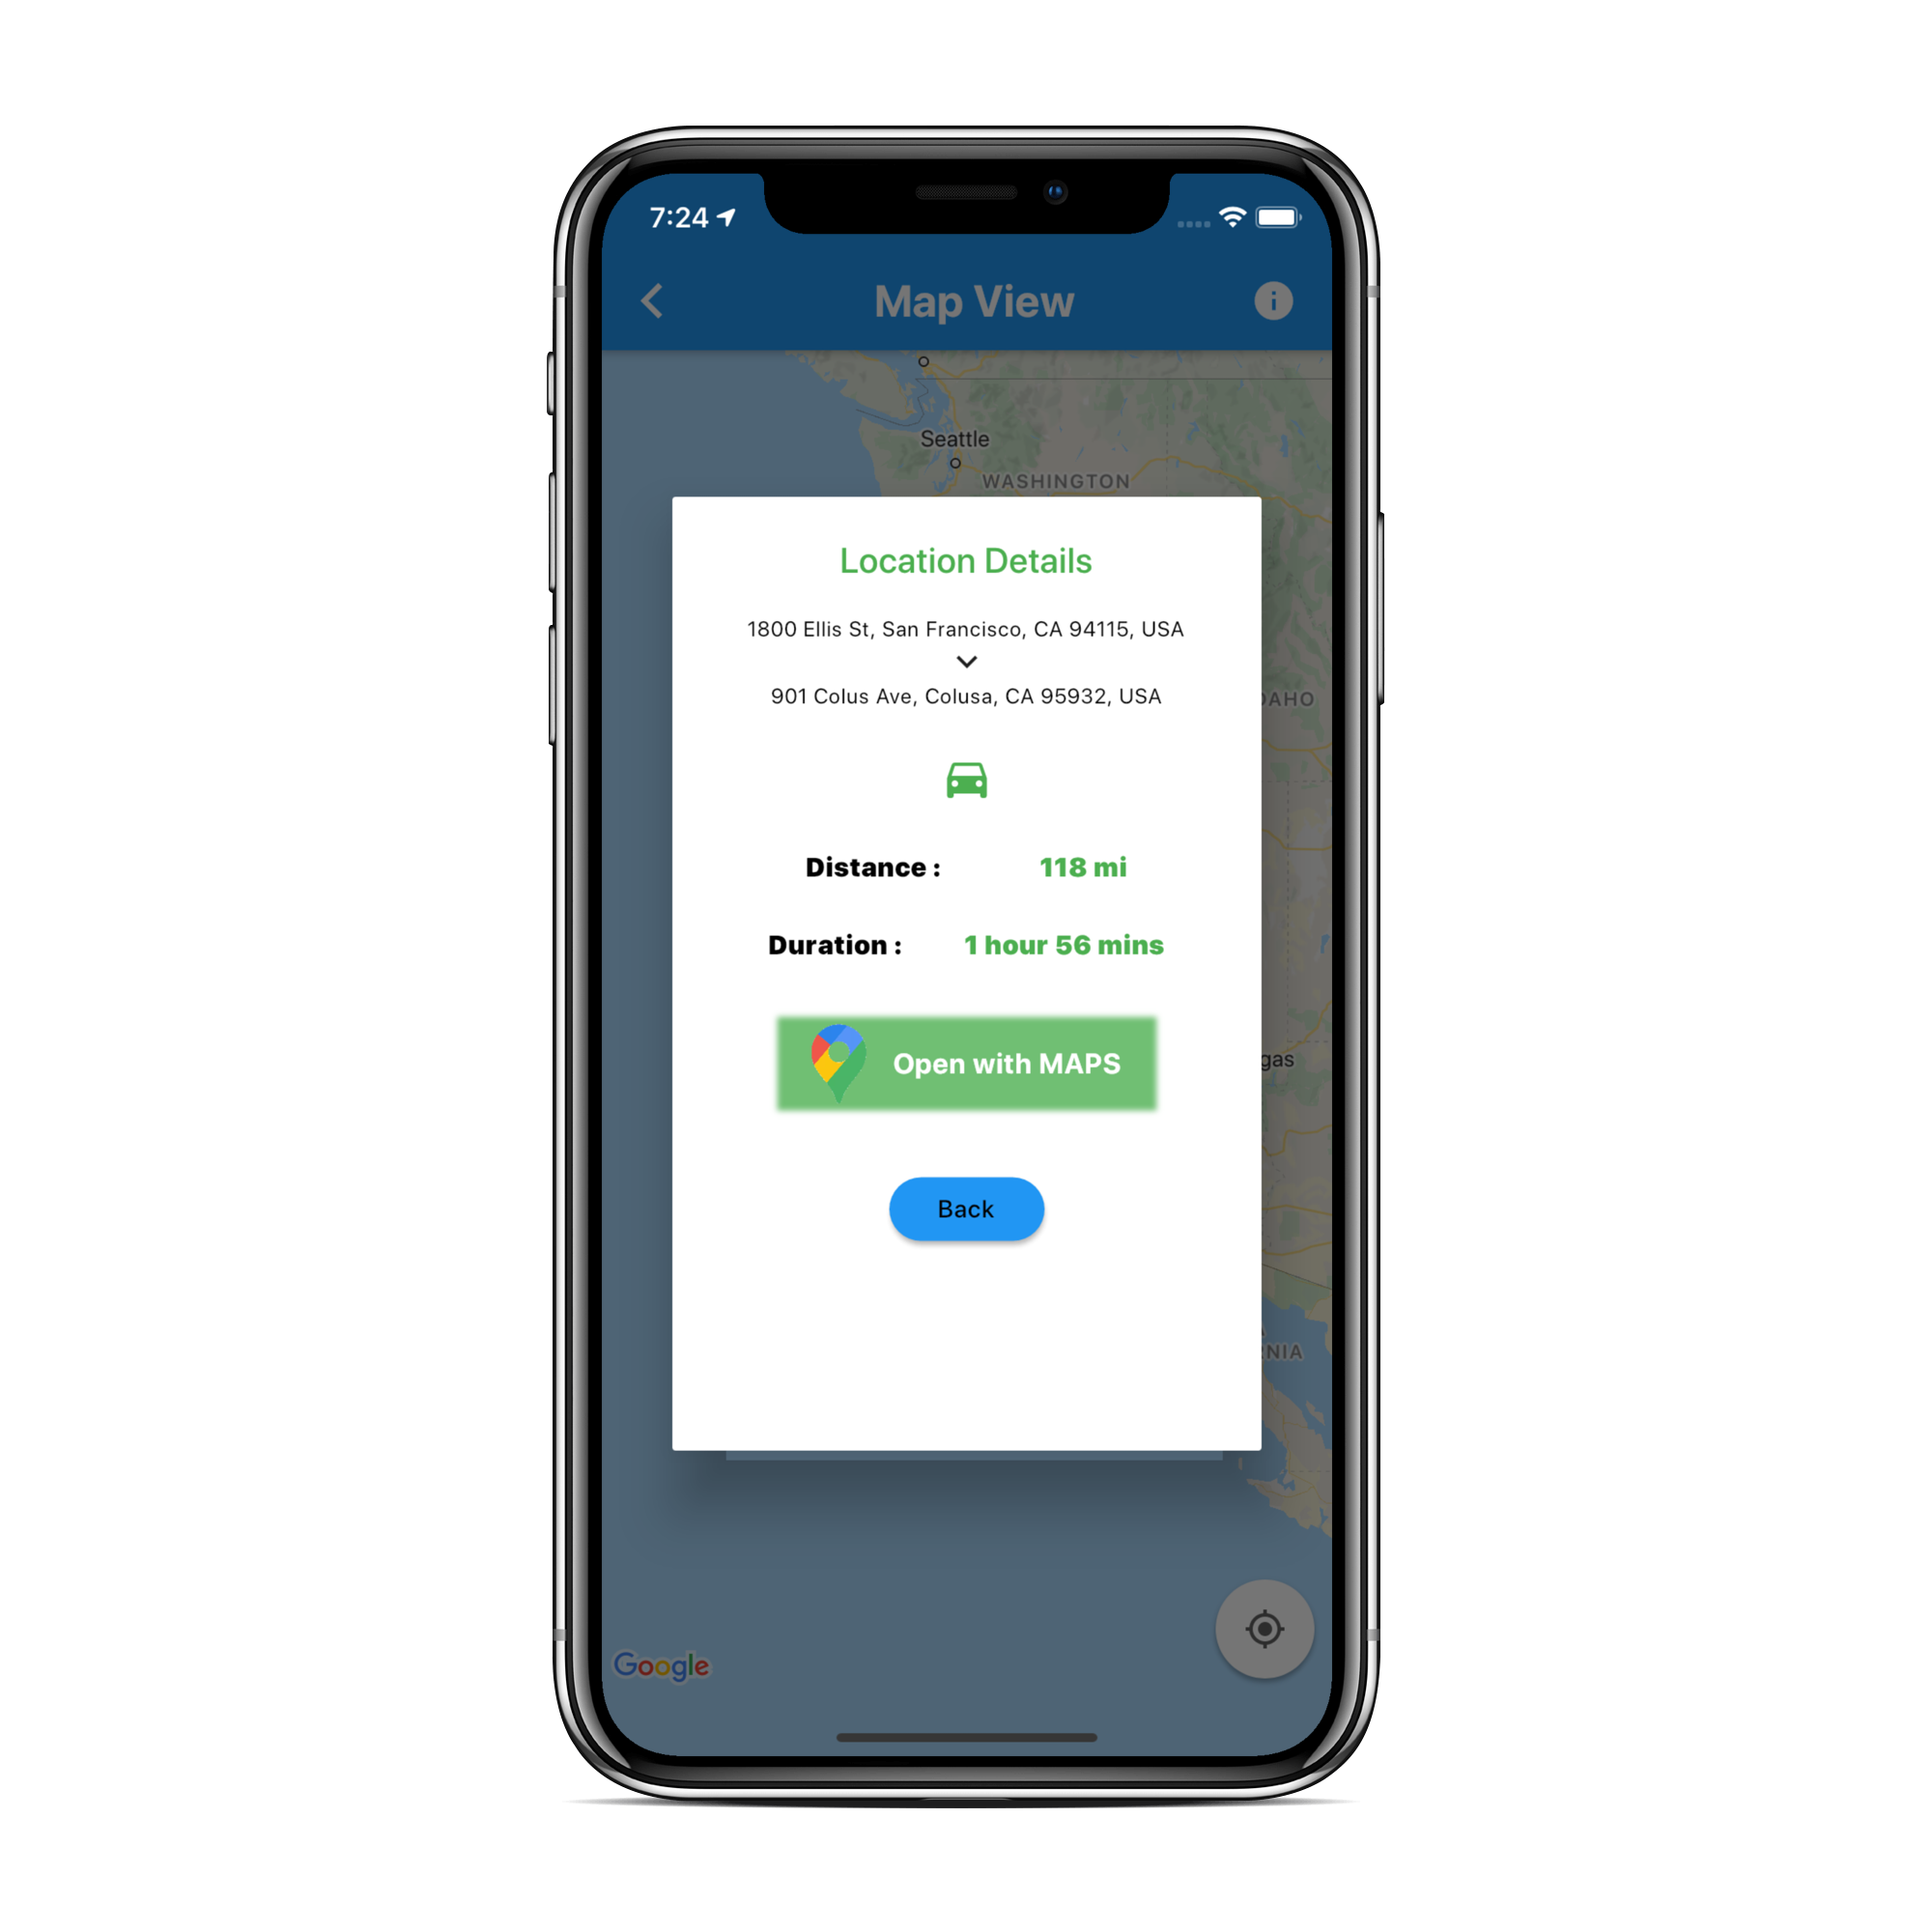 7:24
Map View
Seattle
WASHINGTON
Location Details
1800 Ellis St, San Francisco, CA 94115, USA
901 Colus Ave, Colusa, CA 95932, USA
AHO
Distance : 118 mi
Duration : 1 hour 56 mins
Open with MAPS
gas
Back
NIA
Google